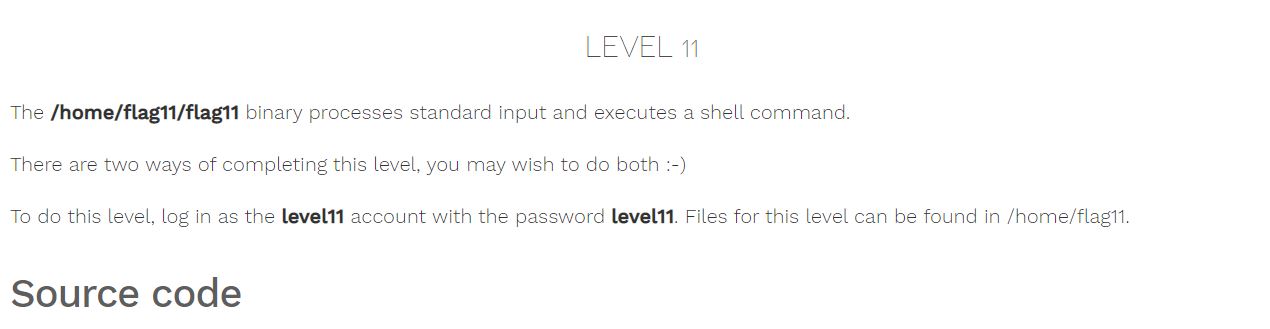 LEVEL 11
The /home/flag11/flag11 binary processes standard input and executes a shell command.
There are two ways of completing this level, you may wish to do both :-)
To do this level, log in as the level11 account with the password level11. Files for this level can be found in /home/flag11.
Source code